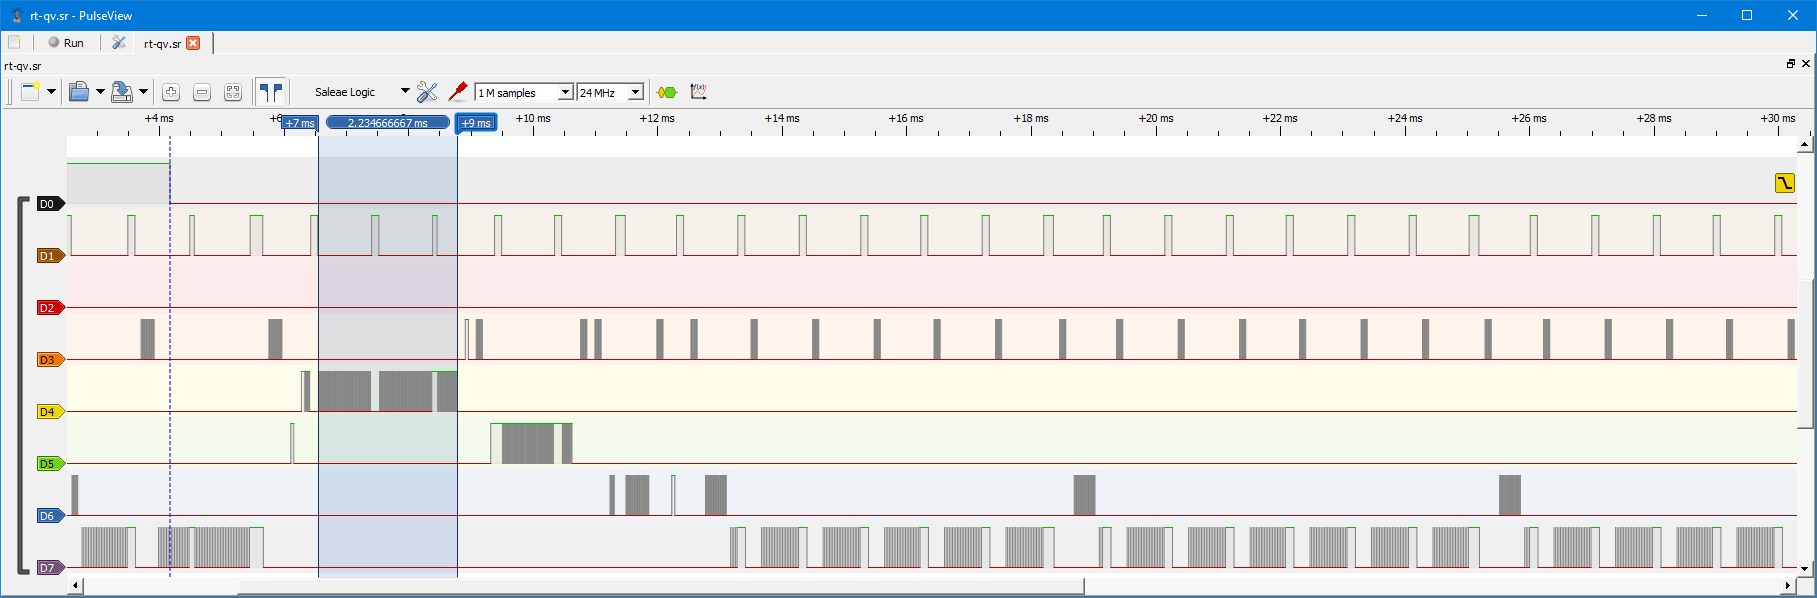 rt-qv.sr - PulseView
Run
rt-qv.sr
rt-qv.sr
Saleae Logic
1 M samples
24 MHz
+4 ms +6 +7 ms 2.234666667 ms +9 ms +10 ms +12 ms +14 ms +16 ms +18 ms +20 ms +22 ms +24 ms +26 ms +28 ms +30 ms
D0
D1
D2
D3
D4
D5
D6
D7